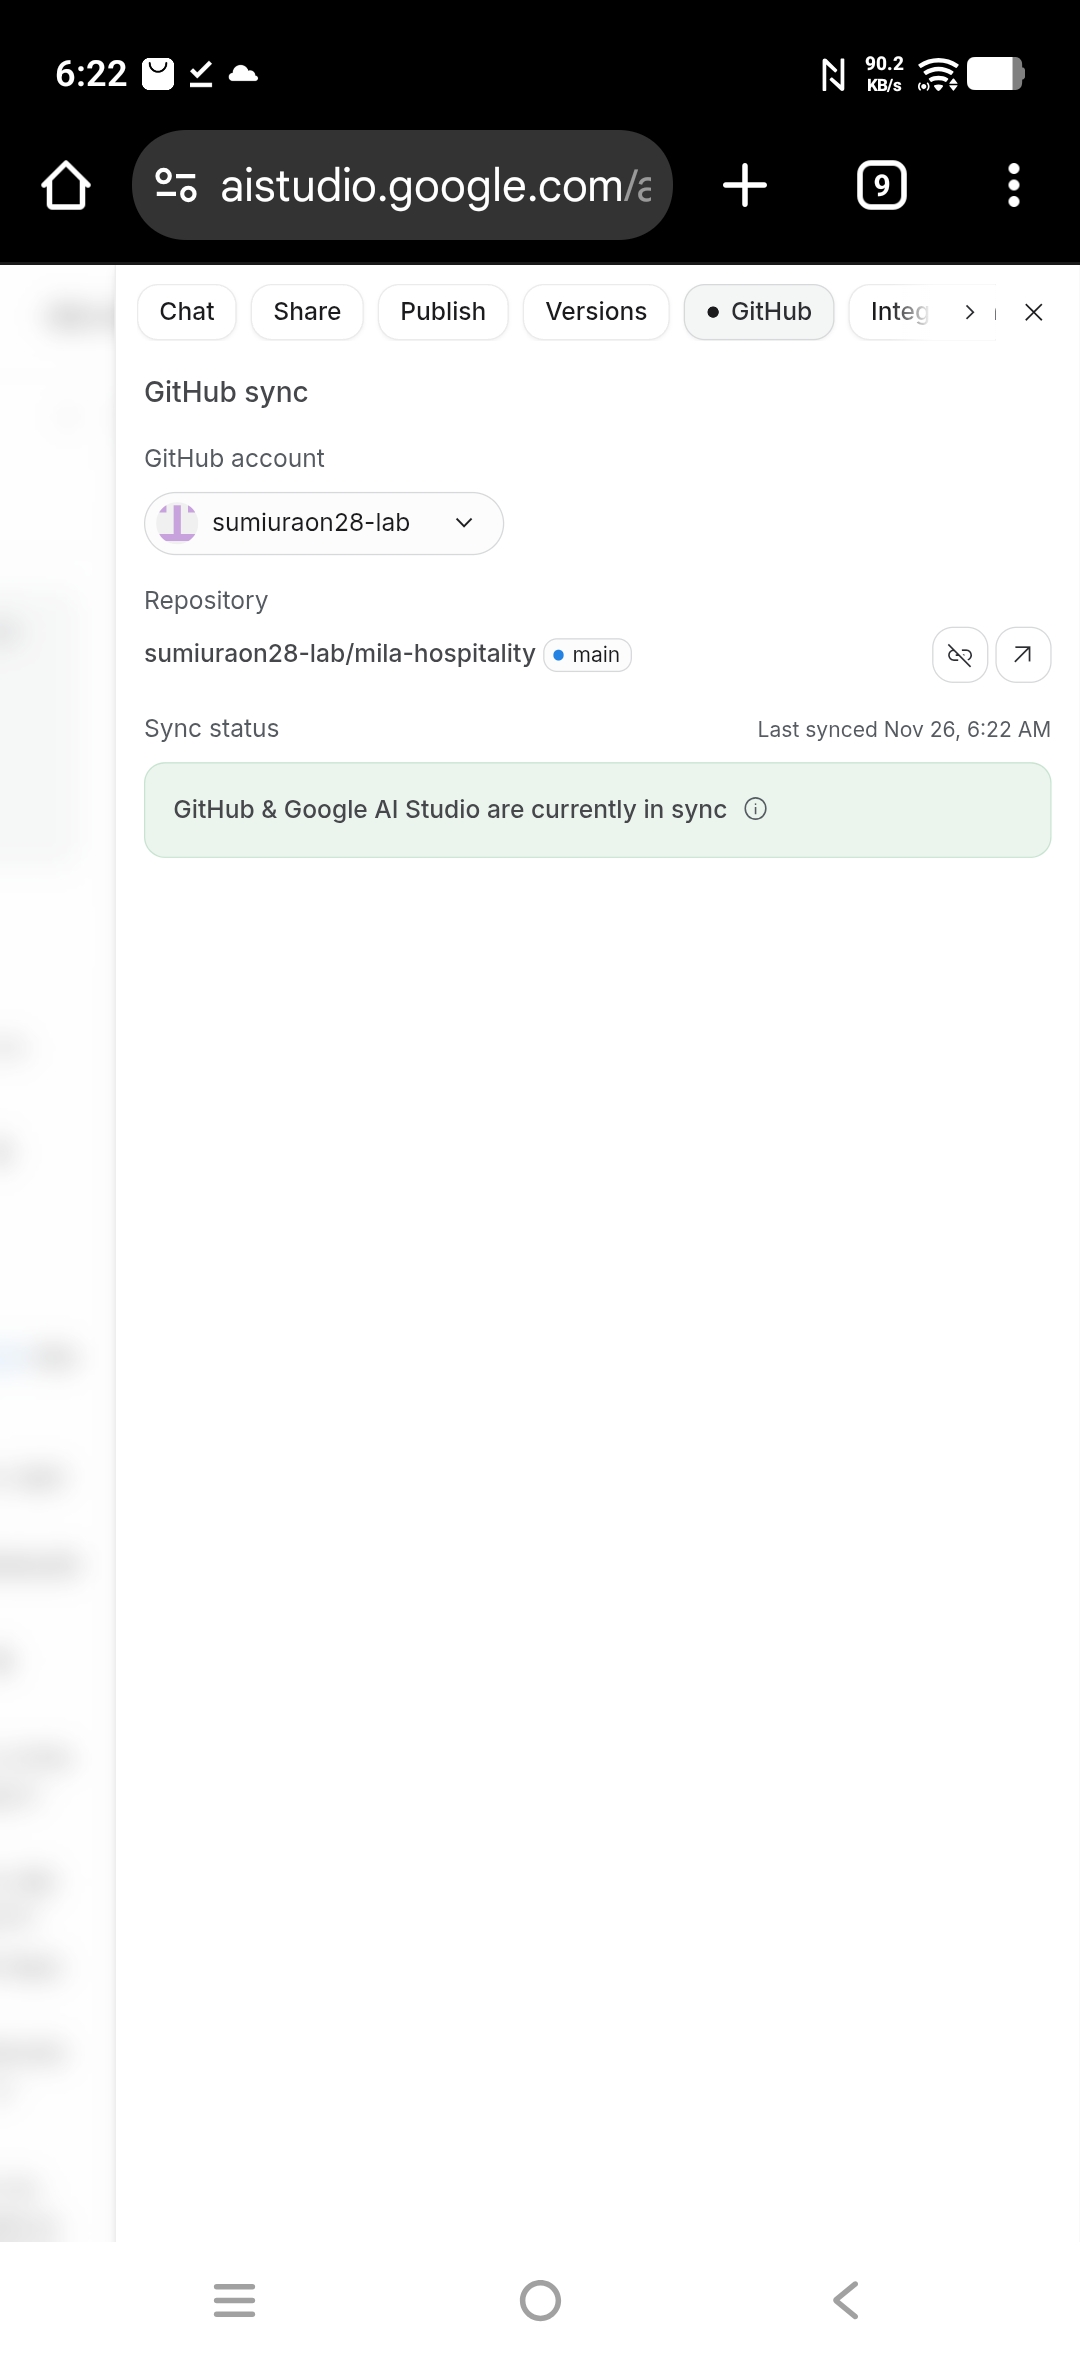 6:22
90.2
KB/s
aistudio.google.com/a
9
Chat
Share
Publish
Versions
GitHub
Integ
GitHub sync
GitHub account
sumiuraon28-lab
Repository
sumiuraon28-lab/mila-hospitality
main
Sync status
Last synced Nov 26, 6:22 AM
GitHub & Google AI Studio are currently in sync